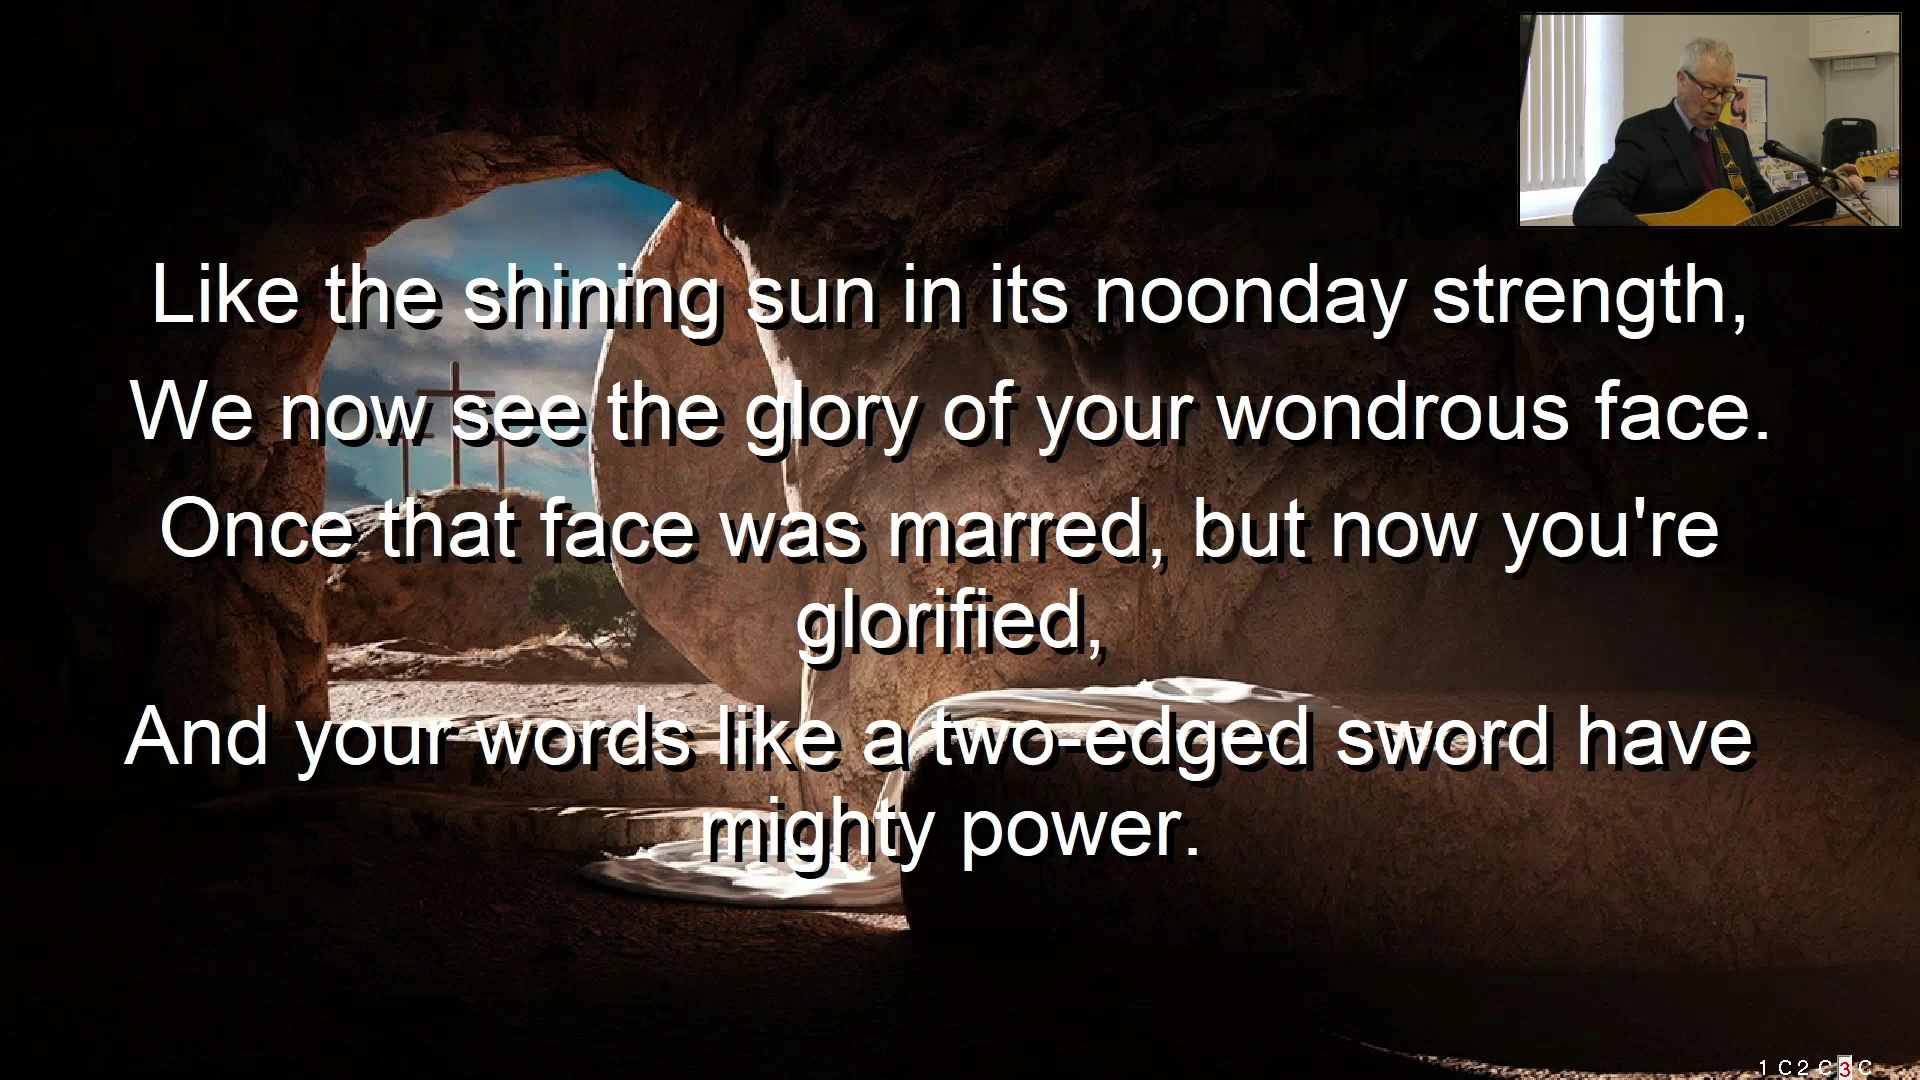 Like the shining sun in its noonday strength,
We now see the glory of your wondrous face.
Once that face was marred, but now you're
glorified,
And your words like a two-edged sword have
mighty power.
1 C 2 C 3 C